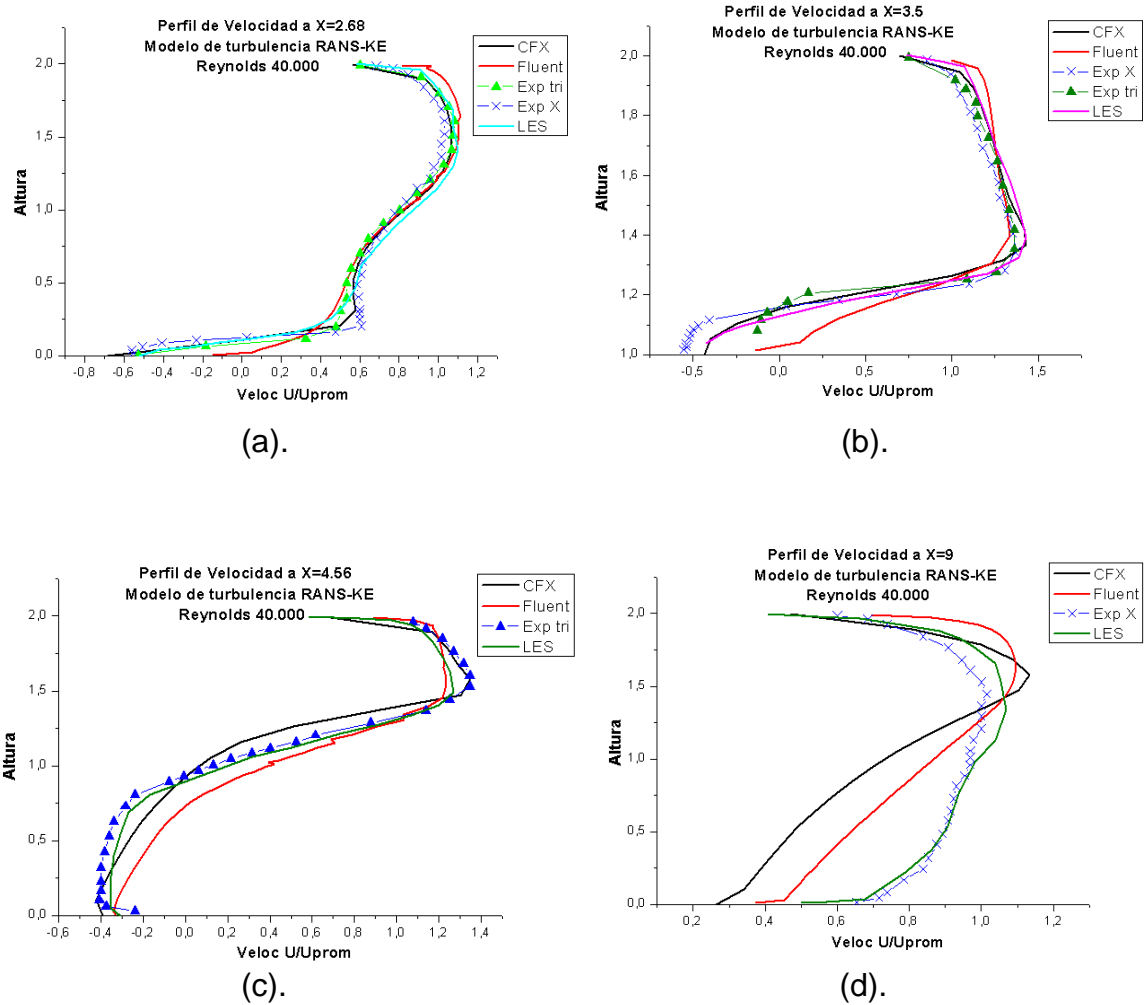 Perfil de Velocidad a X=2.68
Modelo de turbulencia RANS-KE
Reynolds 40.000
CFX
Fluent
Exp tri
Exp X
LES
2,0
1,5
1,0
0,5
0,0
Altura
-0,8
-0,6
-0,4
-0,2
0,0
0,2
0,4
0,6
0,8
1,0
1,2
Veloc U/Uprom
(a).
Perfil de Velocidad a X=3.5
Modelo de turbulencia RANS-KE
Reynolds 40.000
CFX
Fluent
Exp X
Exp tri
LES
2,0
1,8
1,6
1,4
1,2
1,0
Altura
-0,5
0,0
0,5
1,0
1,5
Veloc U/Uprom
(b).
Perfil de Velocidad a X=4.56
Modelo de turbulencia RANS-KE
Reynolds 40.000
CFX
Fluent
Exp tri
LES
2,0
1,5
1,0
0,5
0,0
Altura
-0,6
-0,4
-0,2
0,0
0,2
0,4
0,6
0,8
1,0
1,2
1,4
Veloc U/Uprom
(c).
Perfil de Velocidad a X=9
Modelo de turbulencia RANS-KE
Reynolds 40.000
CFX
Fluent
Exp X
LES
2,0
1,5
1,0
0,5
0,0
Altura
0,2
0,4
0,6
0,8
1,0
1,2
Veloc U/Uprom
(d).